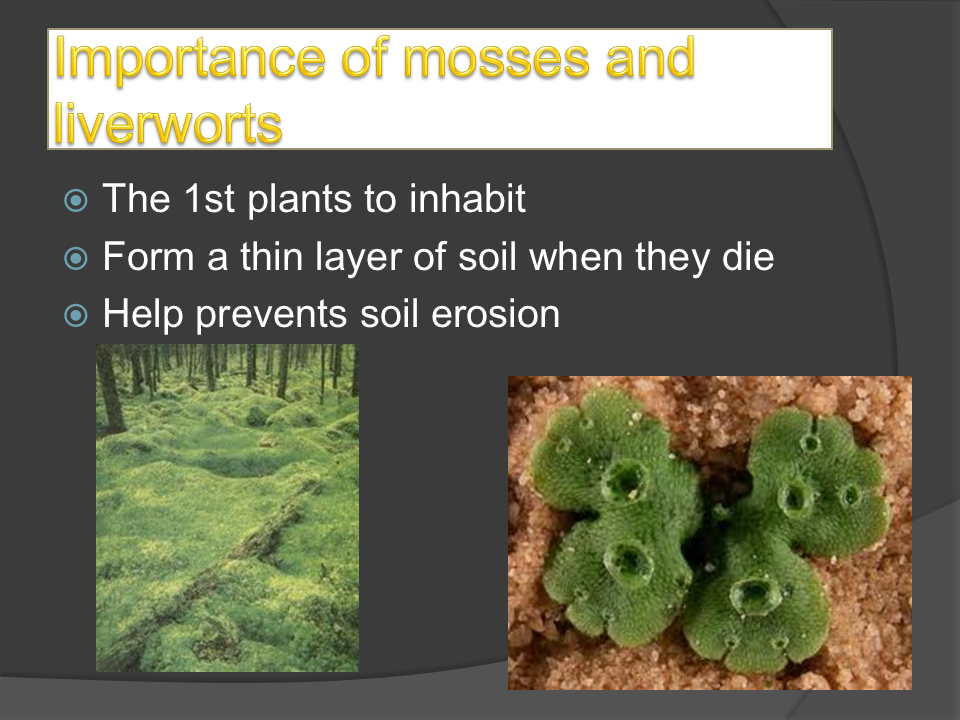 Importance of mosses and
liverworts
The 1st plants to inhabit
Form a thin layer of soil when they die
Help prevents soil erosion